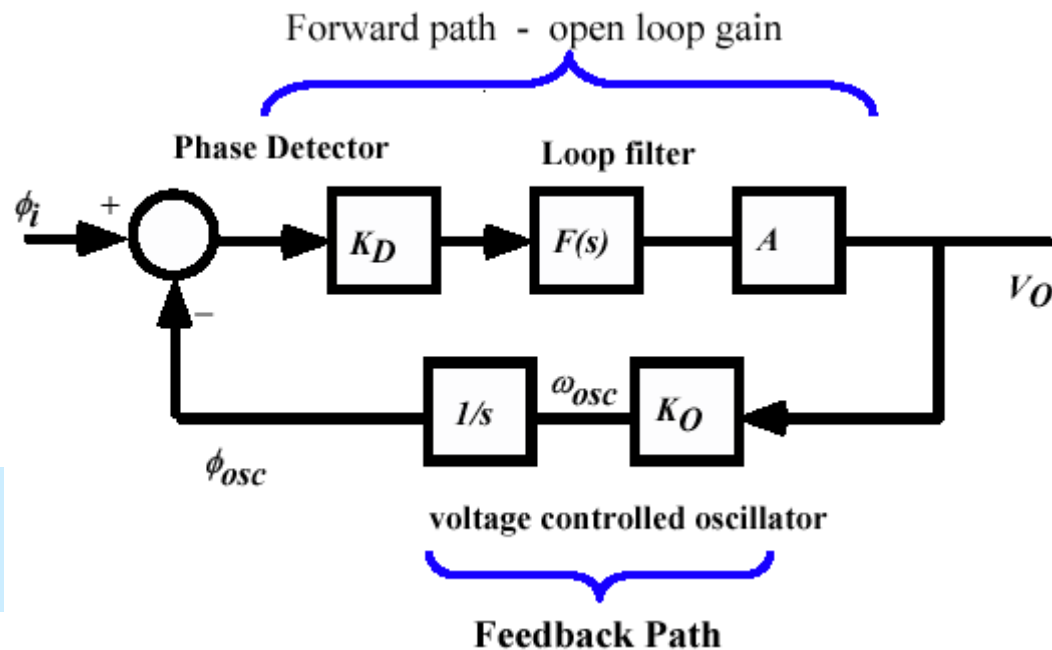 Forward path - open loop gain
Phase Detector
Loop filter
ϕi
+
−
KD
F(s)
A
VO
1/s
ωosc
KO
ϕosc
voltage controlled oscillator
Feedback Path